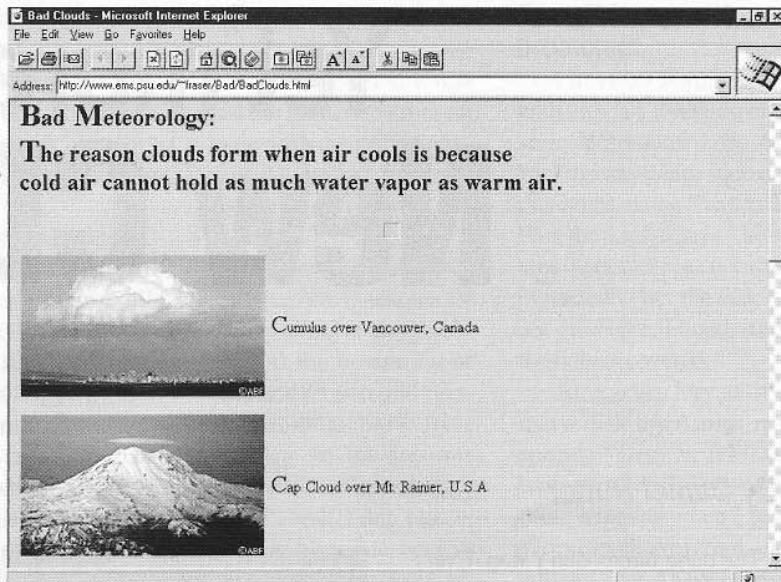 Bad Clouds - Microsoft Internet Explorer
File Edit View Go Favorites Help
Address: http://www.ems.psu.edu/~fraser/Bad/BadClouds.html
Bad Meteorology:
The reason clouds form when air cools is because
cold air cannot hold as much water vapor as warm air.
Cumulus over Vancouver, Canada
©ABF
Cap Cloud over Mt. Rainier, U.S.A
©ABF